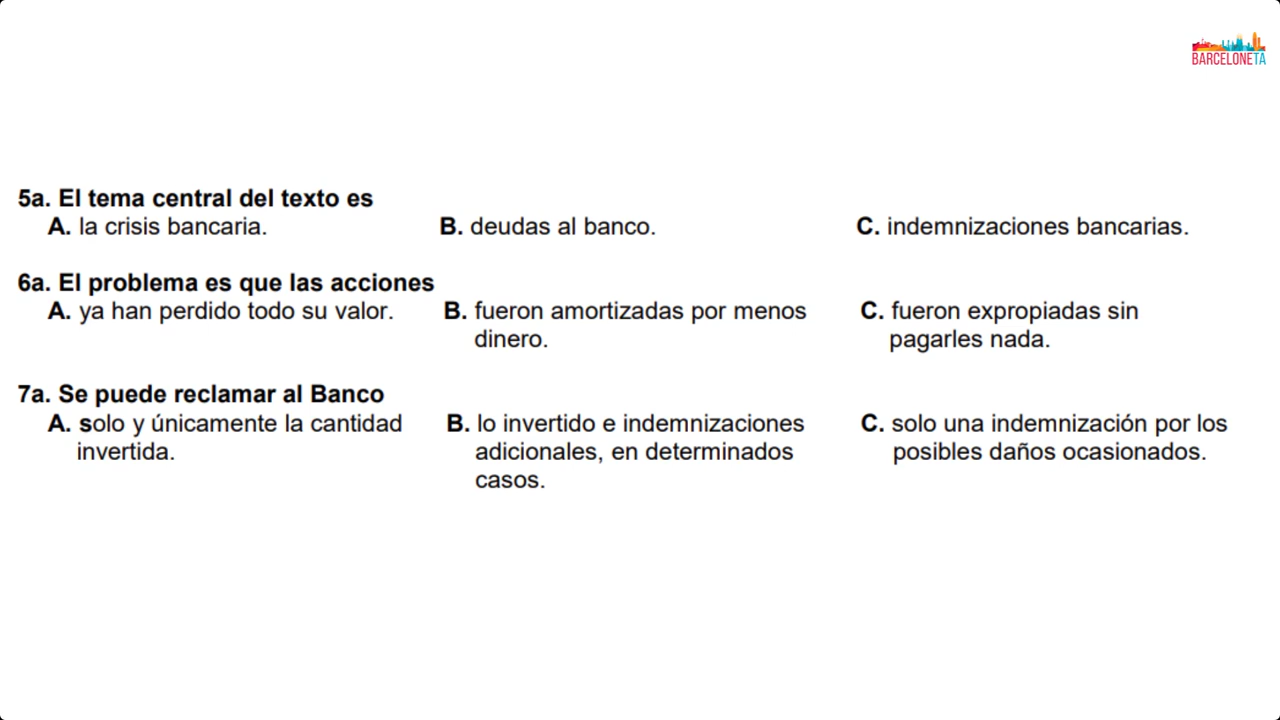 BARCELONETA
5a. El tema central del texto es
A. la crisis bancaria. B. deudas al banco. C. indemnizaciones bancarias.
6a. El problema es que las acciones
A. ya han perdido todo su valor. B. fueron amortizadas por menos C. fueron expropiadas sin
dinero. pagarles nada.
7a. Se puede reclamar al Banco
A. solo y únicamente la cantidad B. lo invertido e indemnizaciones C. solo una indemnización por los
invertida. adicionales, en determinados posibles daños ocasionados.
casos.